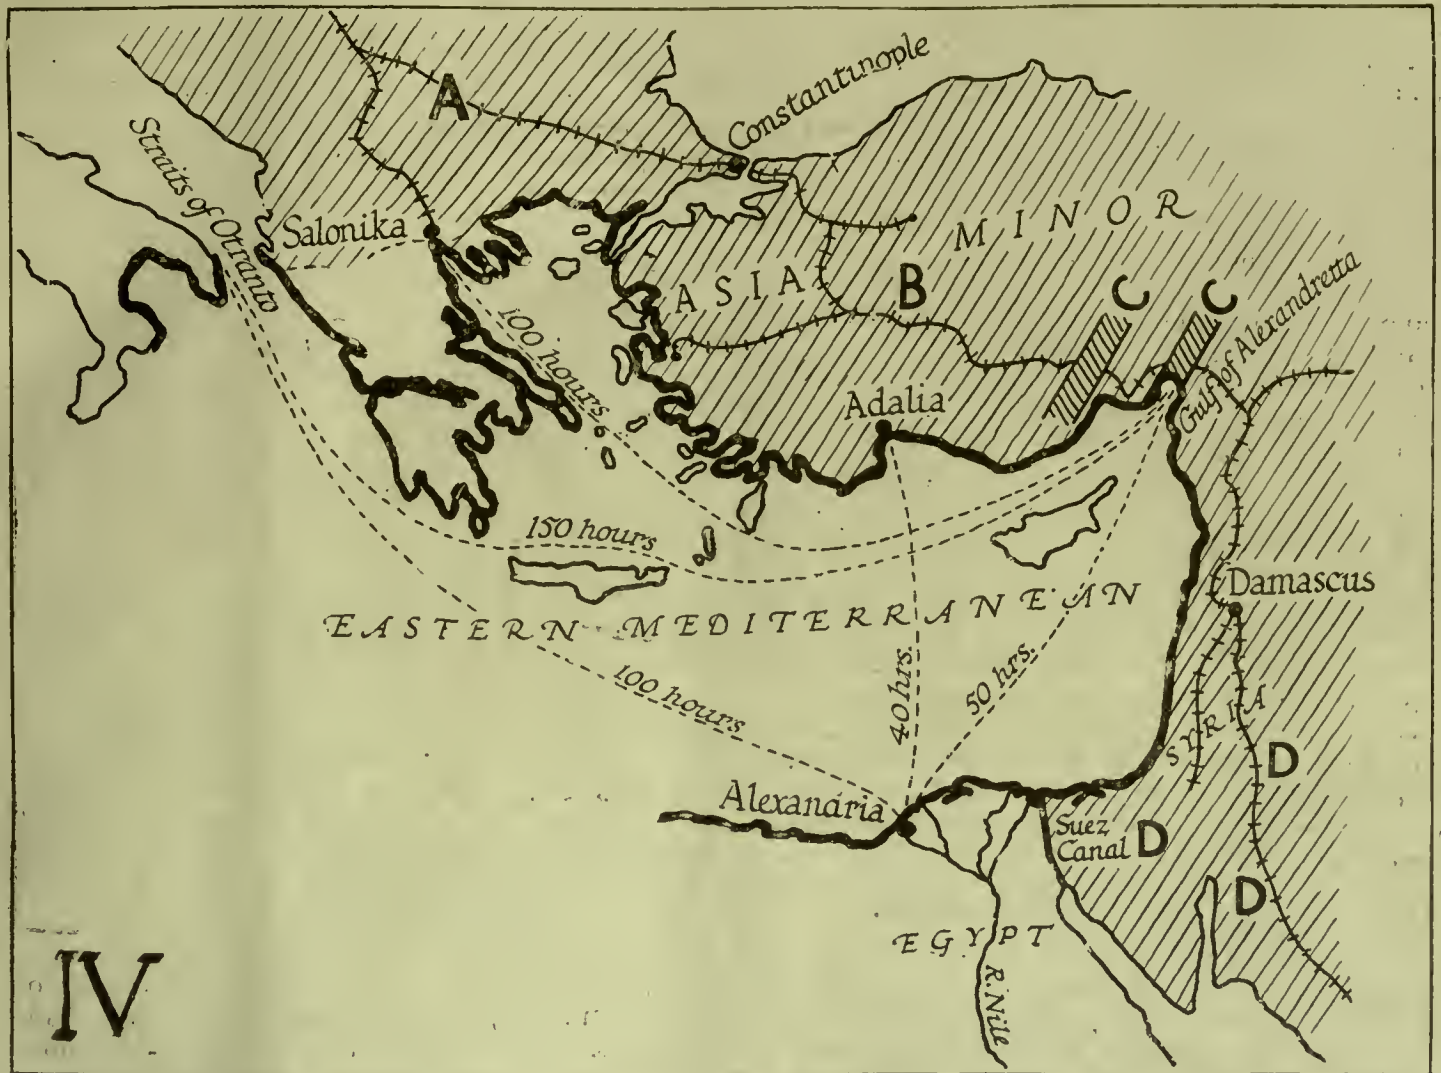 A
Constantinople
Straits of Otranto
Salonika
ASIA MINOR
B
C
C
Gulf of Alexandretta
100 hours
Adalia
150 hours
EASTERN MEDITERRANEAN
Damascus
100 hours
40 hrs.
50 hrs.
SYRIA
D
Alexandria
Suez
Canal
D
D
EGYPT
R. Nile
IV